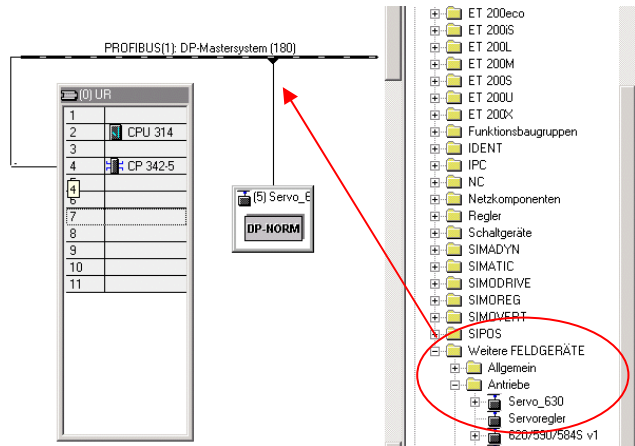 PROFIBUS(1): DP-Mastersystem (180)
(0) UR
1
2 CPU 314
3
4 CP 342-5
4
6
7
8
9
10
11
(5) Servo_6
DP-NORM
ET 200eco
ET 200iS
ET 200L
ET 200M
ET 200S
ET 200U
ET 200X
Funktionsbaugruppen
IDENT
IPC
NC
Netzkomponenten
Regler
Schaltgeräte
SIMADYN
SIMATIC
SIMODRIVE
SIMOREG
SIMOVERT
SIPOS
Weitere FELDGERÄTE
Allgemein
Antriebe
Servo_630
Servoregler
620/590/584S v1